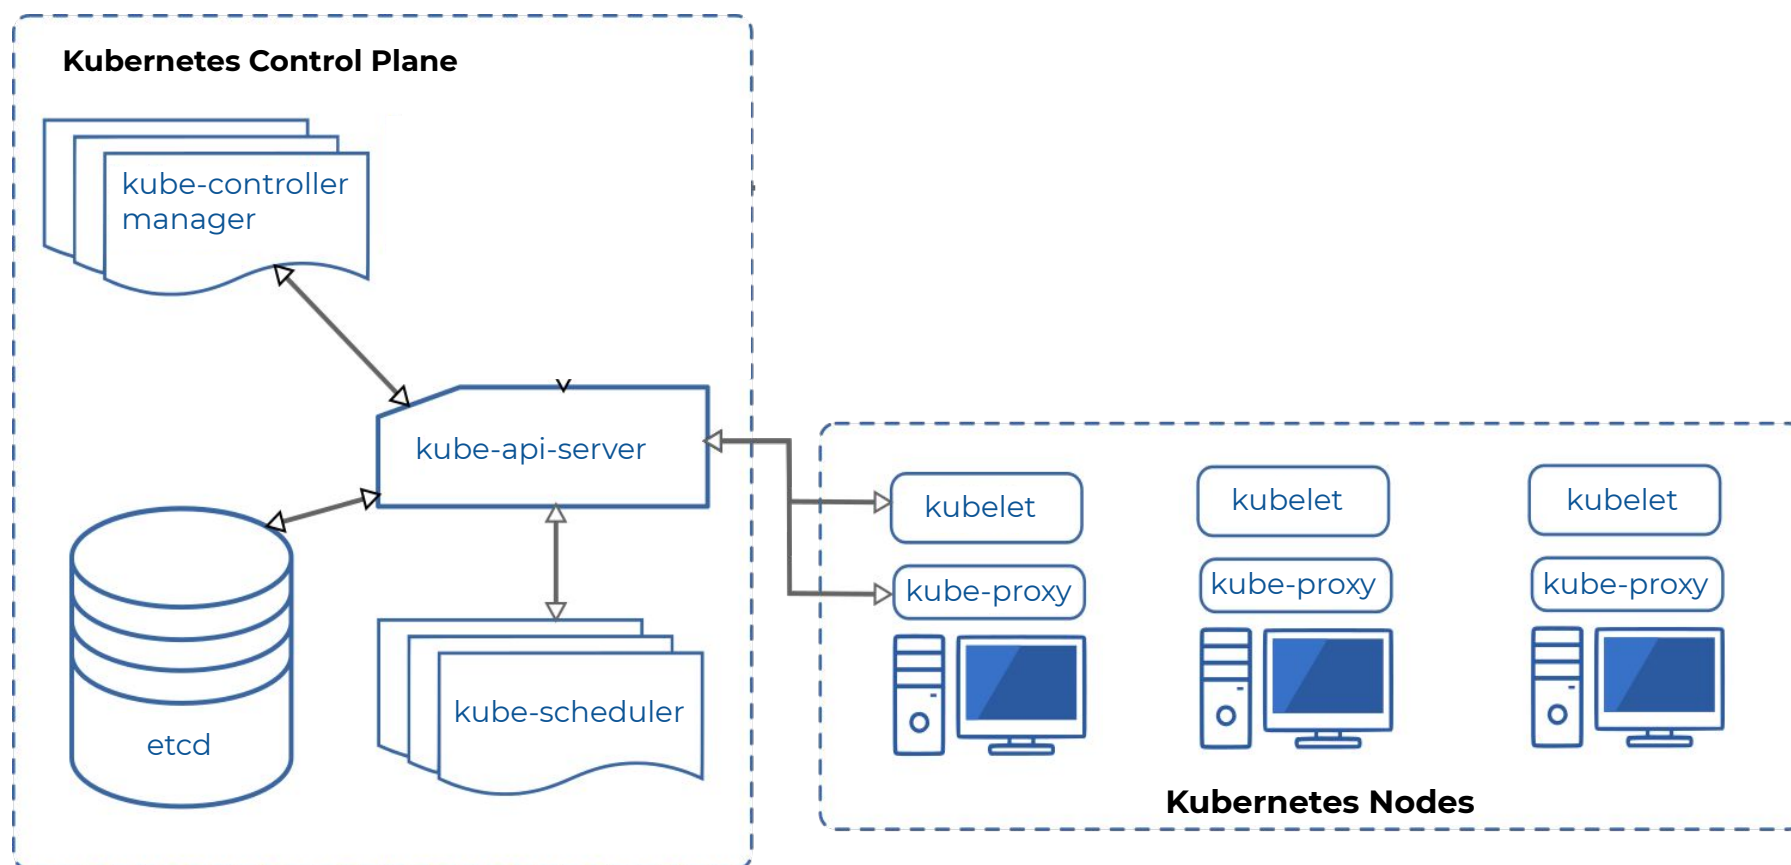 Kubernetes Control Plane
kube-controller
manager
kube-api-server
etcd
kube-scheduler
kubelet
kubelet
kubelet
kube-proxy
kube-proxy
kube-proxy
Kubernetes Nodes